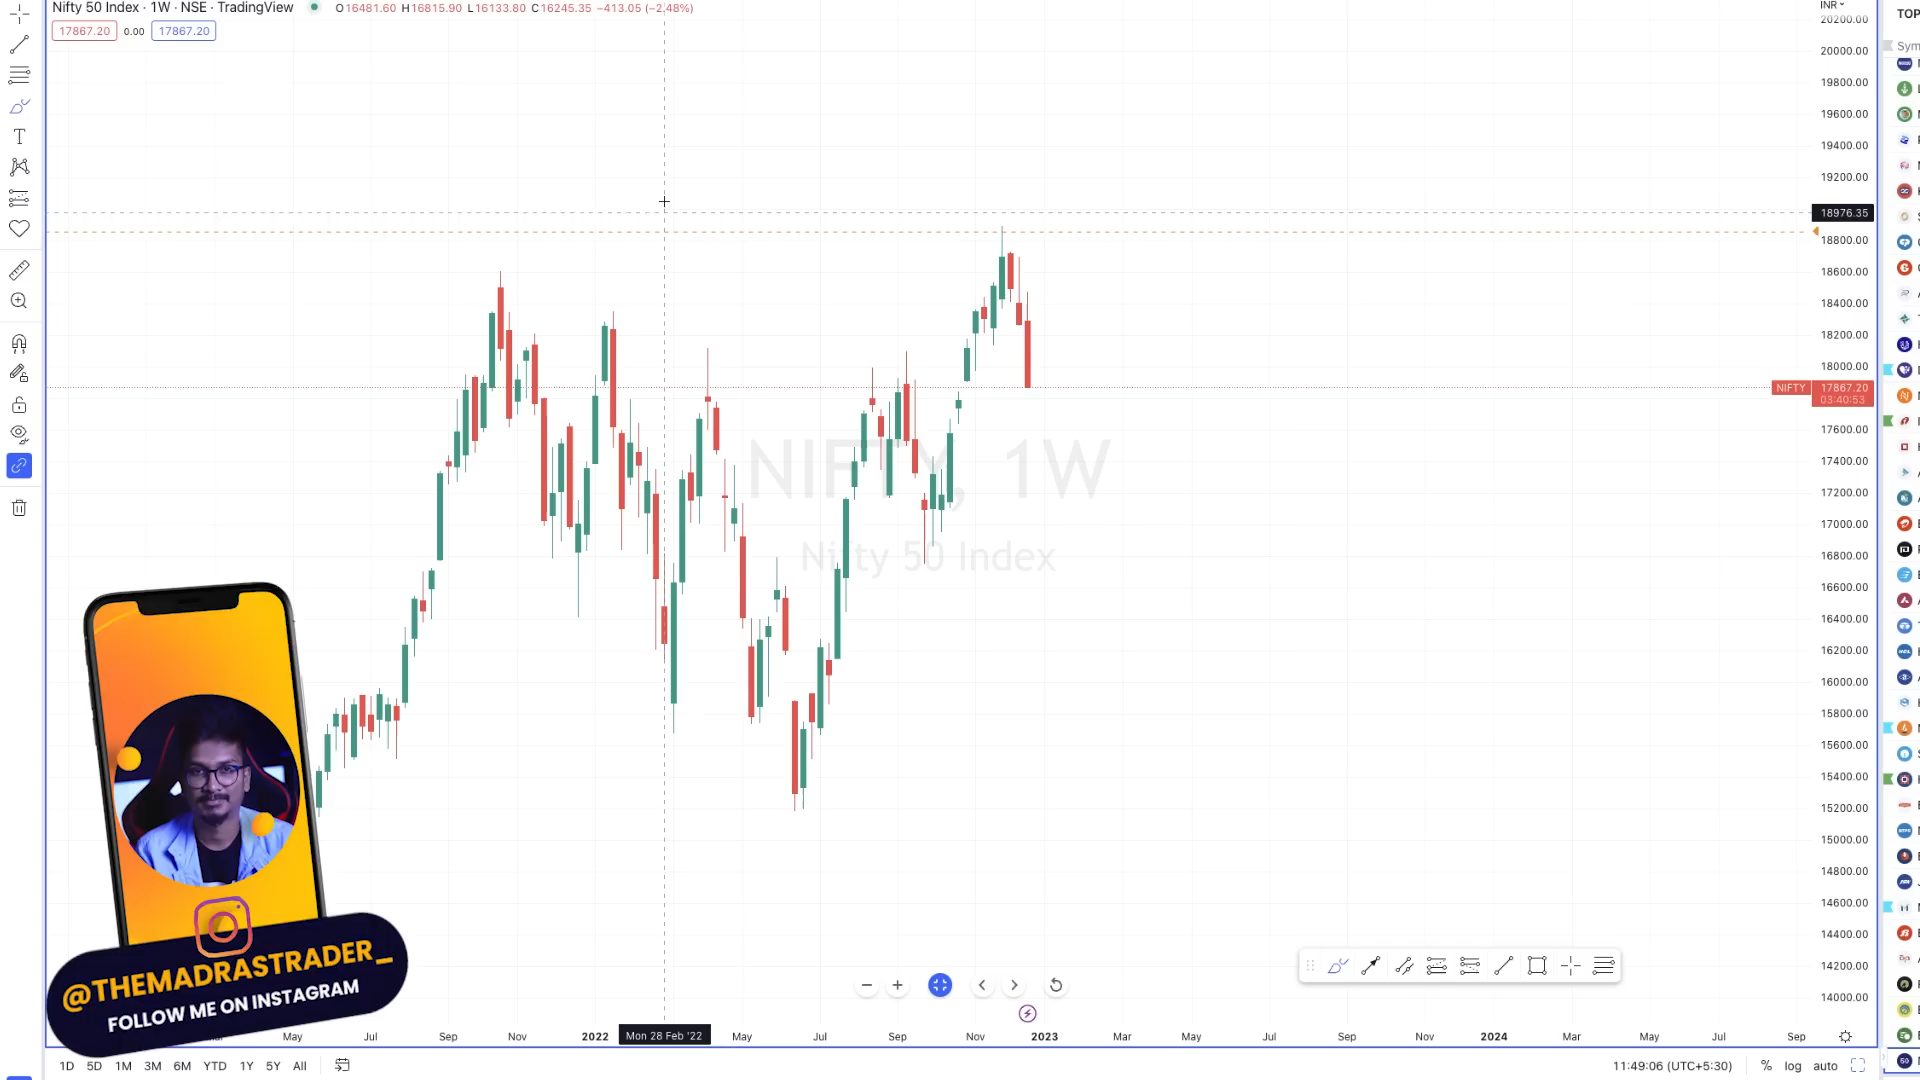 Nifty 50 Index · 1W · NSE · TradingView
O16481.60 H16815.90 L16133.80 C16245.35 −413.05 (−2.48%)
17867.20 0.00 17867.20
INR
TOP
Sym
20200.00
20000.00
19800.00
19600.00
19400.00
19200.00
18976.35
18800.00
18600.00
18400.00
18200.00
18000.00
NIFTY 17867.20
03:40:53
17600.00
17400.00
17200.00
17000.00
16800.00
16600.00
16400.00
16200.00
16000.00
15800.00
15600.00
15400.00
15200.00
15000.00
14800.00
14600.00
14400.00
14200.00
14000.00
NIFTY, 1W
Nifty 50 Index
@THEMADRASTRADER_
FOLLOW ME ON INSTAGRAM
May Jul Sep Nov 2022 Mon 28 Feb '22 May Jul Sep Nov 2023 Mar May Jul Sep Nov 2024 Mar May Jul Sep
1D 5D 1M 3M 6M YTD 1Y 5Y All
11:49:06 (UTC+5:30) % log auto